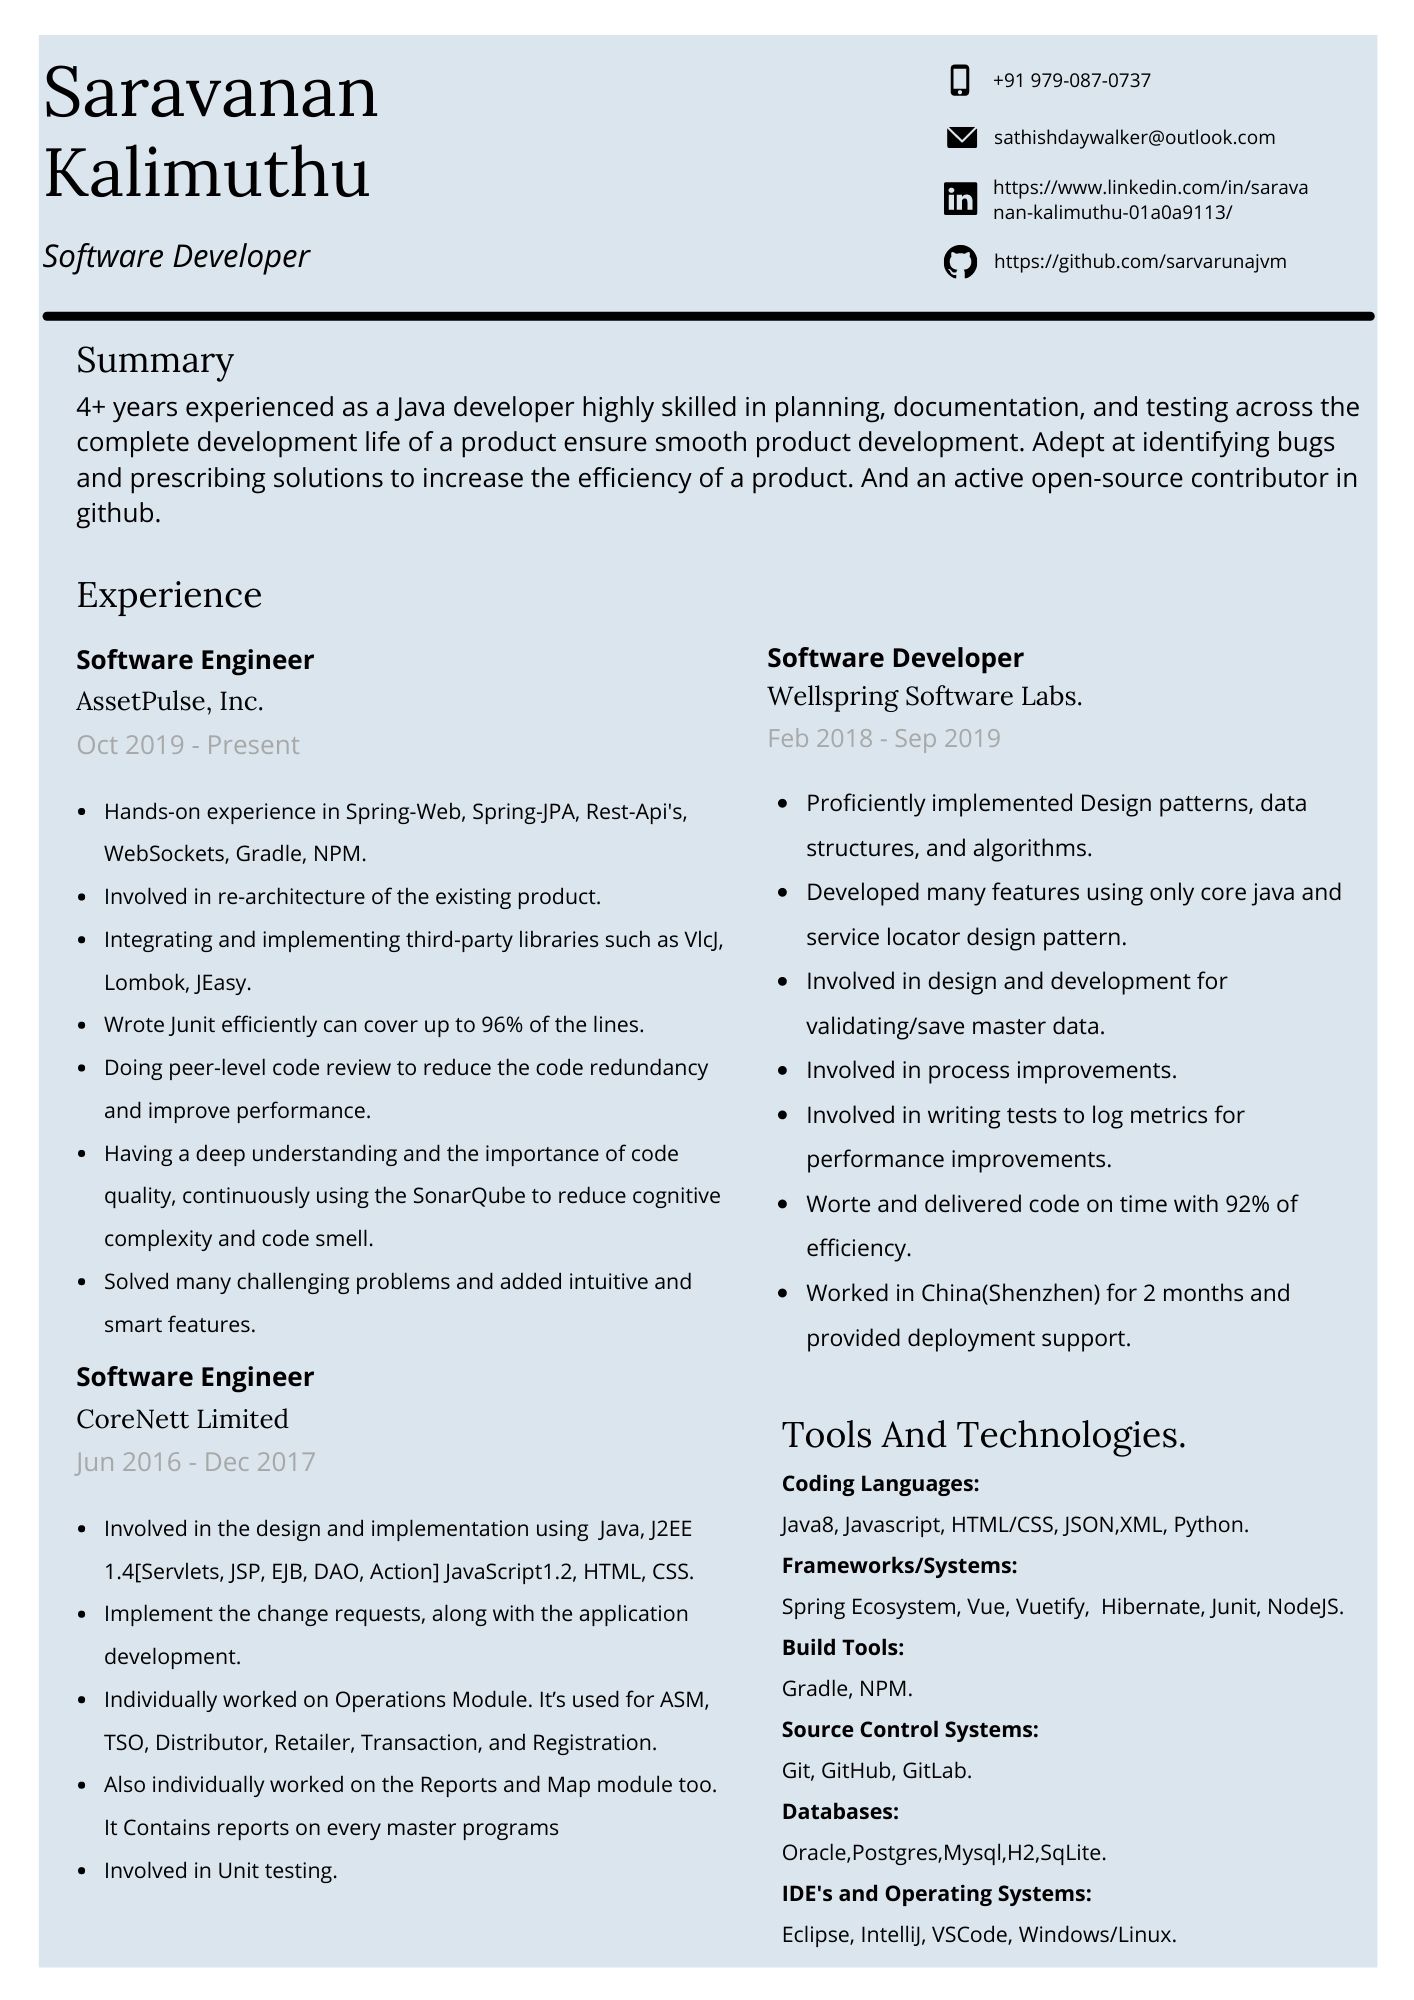 Saravanan
Kalimuthu
Software Developer
+91 979-087-0737
sathishdaywalker@outlook.com
https://www.linkedin.com/in/sarava
nan-kalimuthu-01a0a9113/
https://github.com/sarvarunajvm
Summary
4+ years experienced as a Java developer highly skilled in planning, documentation, and testing across the
complete development life of a product ensure smooth product development. Adept at identifying bugs
and prescribing solutions to increase the efficiency of a product. And an active open-source contributor in
github.
Experience
Software Engineer
AssetPulse, Inc.
Oct 2019 - Present
• Hands-on experience in Spring-Web, Spring-JPA, Rest-Api's,
WebSockets, Gradle, NPM.
• Involved in re-architecture of the existing product.
• Integrating and implementing third-party libraries such as VlcJ,
Lombok, JEasy.
• Wrote Junit efficiently can cover up to 96% of the lines.
• Doing peer-level code review to reduce the code redundancy
and improve performance.
• Having a deep understanding and the importance of code
quality, continuously using the SonarQube to reduce cognitive
complexity and code smell.
• Solved many challenging problems and added intuitive and
smart features.
Software Engineer
CoreNett Limited
Jun 2016 - Dec 2017
• Involved in the design and implementation using  Java, J2EE
1.4[Servlets, JSP, EJB, DAO, Action] JavaScript1.2, HTML, CSS.
• Implement the change requests, along with the application
development.
• Individually worked on Operations Module. It’s used for ASM,
TSO, Distributor, Retailer, Transaction, and Registration.
• Also individually worked on the Reports and Map module too.
It Contains reports on every master programs
• Involved in Unit testing.
Software Developer
Wellspring Software Labs.
Feb 2018 - Sep 2019
• Proficiently implemented Design patterns, data
structures, and algorithms.
• Developed many features using only core java and
service locator design pattern.
• Involved in design and development for
validating/save master data.
• Involved in process improvements.
• Involved in writing tests to log metrics for
performance improvements.
• Worte and delivered code on time with 92% of
efficiency.
• Worked in China(Shenzhen) for 2 months and
provided deployment support.
Tools And Technologies.
Coding Languages:
Java8, Javascript, HTML/CSS, JSON,XML, Python.
Frameworks/Systems:
Spring Ecosystem, Vue, Vuetify,  Hibernate, Junit, NodeJS.
Build Tools:
Gradle, NPM.
Source Control Systems:
Git, GitHub, GitLab.
Databases:
Oracle,Postgres,Mysql,H2,SqLite.
IDE's and Operating Systems:
Eclipse, IntelliJ, VSCode, Windows/Linux.